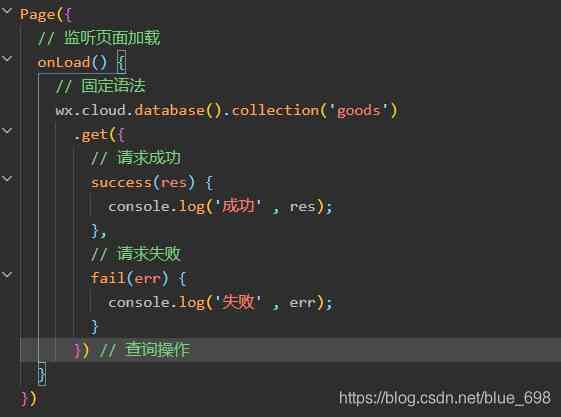 Page({
// 监听页面加载
onLoad() {
// 固定语法
wx.cloud.database().collection('goods')
.get({
// 请求成功
success(res) {
console.log('成功' , res);
},
// 请求失败
fail(err) {
console.log('失败' , err);
}
}) // 查询操作
}
})
https://blog.csdn.net/blue_698